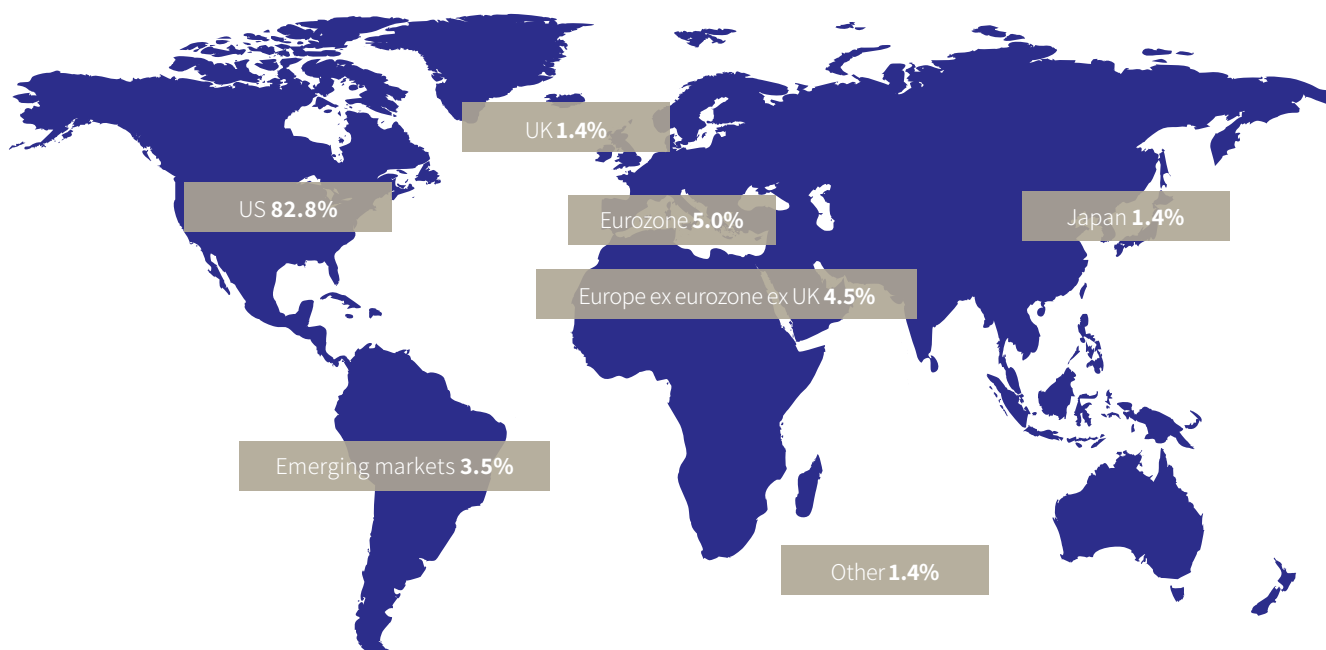 UK 1.4%
US 82.8%
Eurozone 5.0%
Japan 1.4%
Europe ex eurozone ex UK 4.5%
Emerging markets 3.5%
Other 1.4%